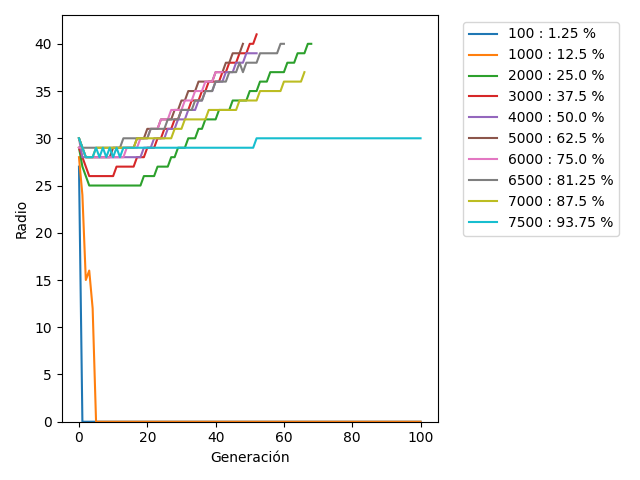 40
35
30
25
20
15
10
5
0
Radio
0 20 40 60 80 100
Generación
100 : 1.25 %
1000 : 12.5 %
2000 : 25.0 %
3000 : 37.5 %
4000 : 50.0 %
5000 : 62.5 %
6000 : 75.0 %
6500 : 81.25 %
7000 : 87.5 %
7500 : 93.75 %